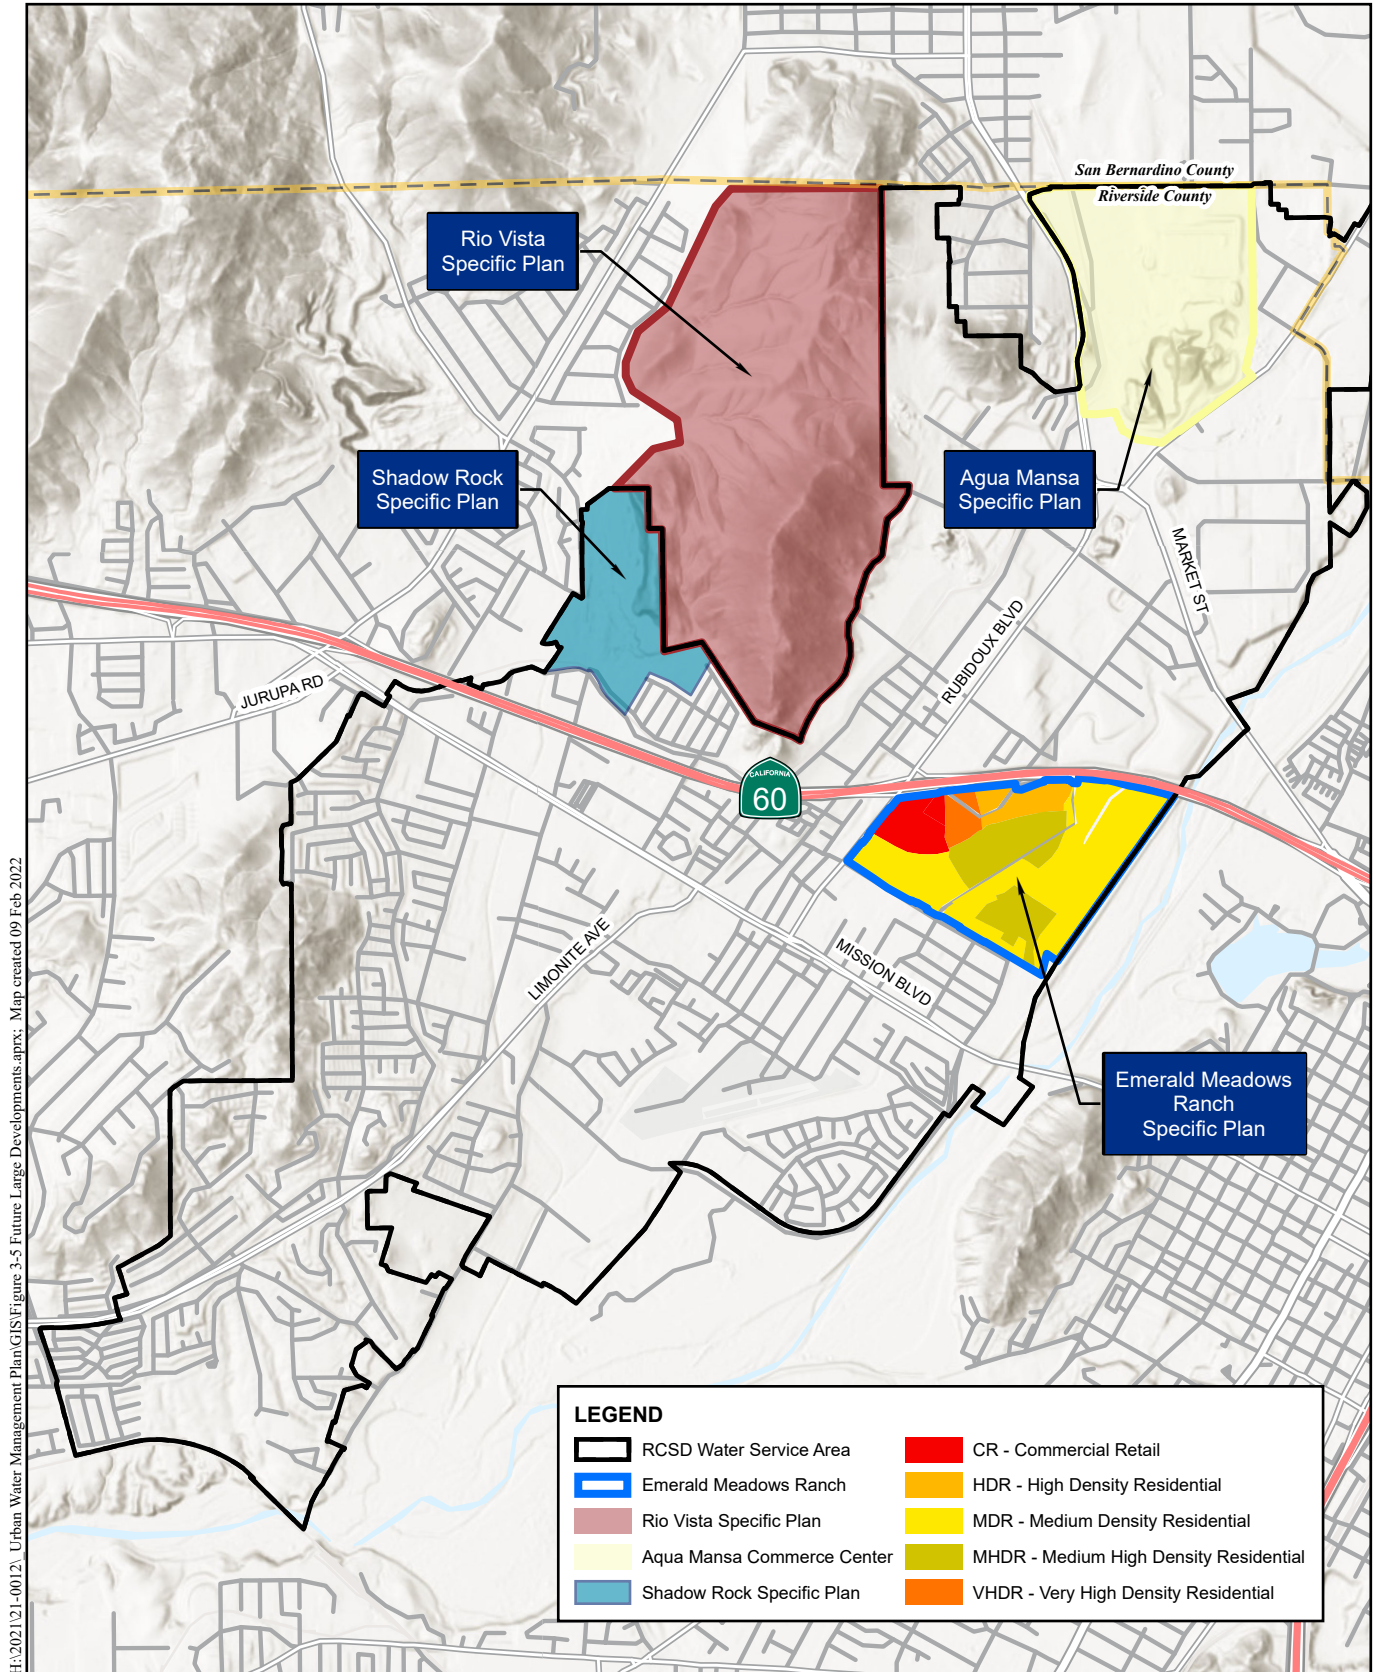 San Bernardino County
Riverside County
Rio Vista
Specific Plan
Shadow Rock
Specific Plan
Agua Mansa
Specific Plan
MARKET ST
RUBIDOUX BLVD
JURUPA RD
CALIFORNIA
60
LIMONITE AVE
MISSION BLVD
Emerald Meadows
Ranch
Specific Plan
LEGEND
RCSD Water Service Area
Emerald Meadows Ranch
Rio Vista Specific Plan
Aqua Mansa Commerce Center
Shadow Rock Specific Plan
CR - Commercial Retail
HDR - High Density Residential
MDR - Medium Density Residential
MHDR - Medium High Density Residential
VHDR - Very High Density Residential
H:\2021\21-0012\_Urban Water Management Plan\GIS\Figure 3-5 Future Large Developments.aprx; Map created 09 Feb 2022